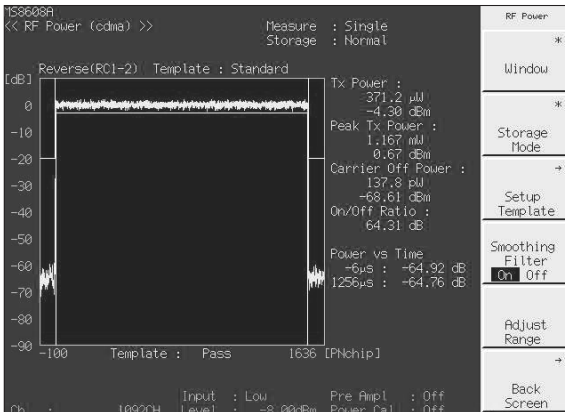 MS8608A
<< RF Power (cdma) >>
Measure : Single
Storage : Normal
Reverse(RC1-2) Template : Standard
[dB]
0
-10
-20
-30
-40
-50
-60
-70
-80
-90
-100
Template : Pass
1636 [PNchip]
Tx Power :
371.2 μW
-4.30 dBm
Peak Tx Power :
1.167 mW
0.67 dBm
Carrier Off Power :
137.8 pW
-68.61 dBm
On/Off Ratio :
64.31 dB
Power vs Time
-6μs : -64.92 dB
1256μs : -64.76 dB
Input : Low
Pre Ampl : Off
Ch : 1092CH
Level : -8.00dBm
Power Cal : Off
RF Power
*
Window
*
Storage
Mode
→
Setup
Template
Smoothing
Filter
On Off
Adjust
Range
→
Back
Screen